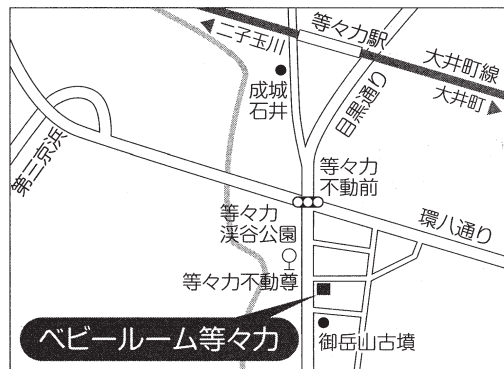 等々力駅
二子玉川
大井町線
大井町
成城
石井
目黒通り
第三京浜
等々力
不動前
等々力
渓谷公園
環八通り
等々力不動尊
ベビールーム等々力
御岳山古墳